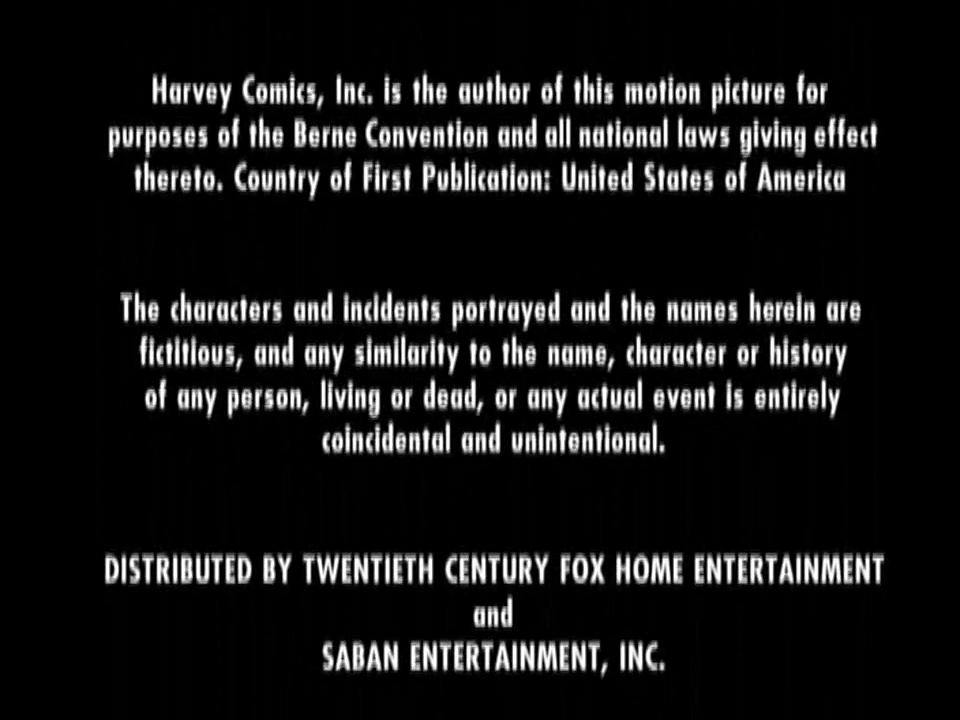 Harvey Comics, Inc. is the author of this motion picture for
purposes of the Berne Convention and all national laws giving effect
thereto. Country of First Publication: United States of America
The characters and incidents portrayed and the names herein are
fictitious, and any similarity to the name, character or history
of any person, living or dead, or any actual event is entirely
coincidental and unintentional.
DISTRIBUTED BY TWENTIETH CENTURY FOX HOME ENTERTAINMENT
and
SABAN ENTERTAINMENT, INC.